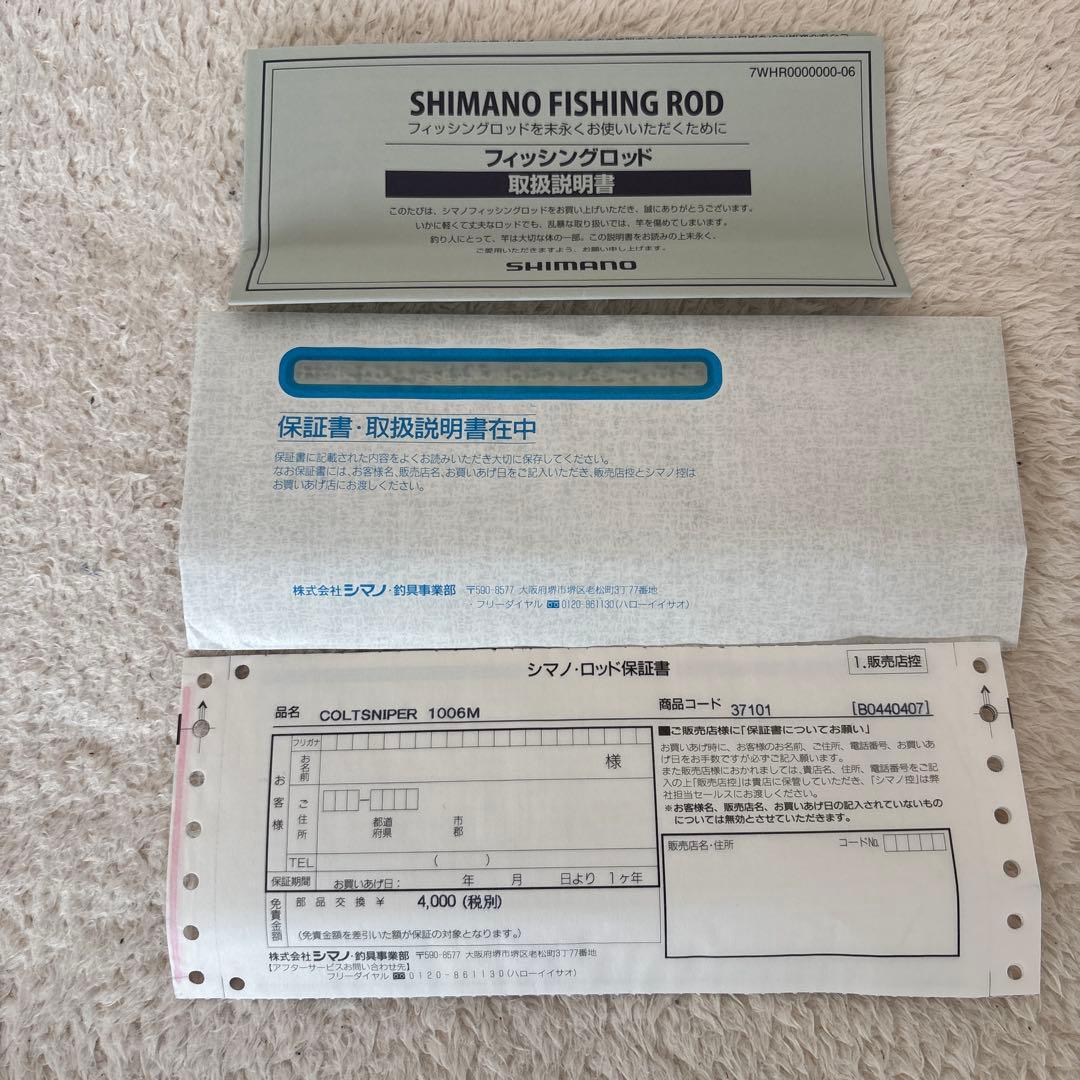 7WHR0000000-06
SHIMANO FISHING ROD
フィッシングロッドを末永くお使いいただくために
フィッシングロッド
取扱説明書
このたびは、シマノフィッシングロッドをお買い上げいただき、誠にありがとうございます。
いかに軽くて丈夫なロッドでも、乱暴な取り扱いでは、竿を傷めてしまいます。
釣り人にとって、竿は大切な体の一部。この説明書をお読みの上末永く、
ご愛用いただきますよう、お願い申し上げます。
SHIMANO
保証書・取扱説明書在中
保証書に記載された内容をよくお読みいただき大切に保存してください。
なお保証書には、お客様名、販売店名、お買いあげ日をご記入いただき、販売店控とシマノ控は
お買いあげ店にお渡しください。
株式会社シマノ・釣具事業部 〒590-8577 大阪府堺市堺区老松町3丁77番地
・フリーダイヤル 0120-861130(ハローイイサオ)
シマノ・ロッド保証書
1.販売店控
品名 COLTSNIPER 1006M
商品コード 37101 [B0440407]
お客様
フリガナ
お名前
様
ご住所
都道府県
市郡
TEL ( )
保証期間 お買いあげ日: 年 月 日より 1ヶ年
免責金額
部品交換 ¥ 4,000 (税別)
(免責金額を差引いた額が保証の対象となります。)
株式会社シマノ・釣具事業部 〒590-8577 大阪府堺市堺区老松町3丁77番地
【アフターサービスお問い合わせ先】
フリーダイヤル 0120-861130(ハローイイサオ)
■ご販売店様に「保証書についてお願い」
お買いあげ時に、お客様のお名前、ご住所、電話番号、お買いあ
げ日をお手数ですが必ずご記入願います。
また販売店様におかれましては、貴店名、住所、電話番号をご記
入の上「販売店控」は貴店に保管していただき、「シマノ控」は弊
社担当セールスにお渡しください。
※お客様名、販売店名、お買いあげ日の記入されていないもの
については無効とさせていただきます。
販売店名・住所 コードNo.